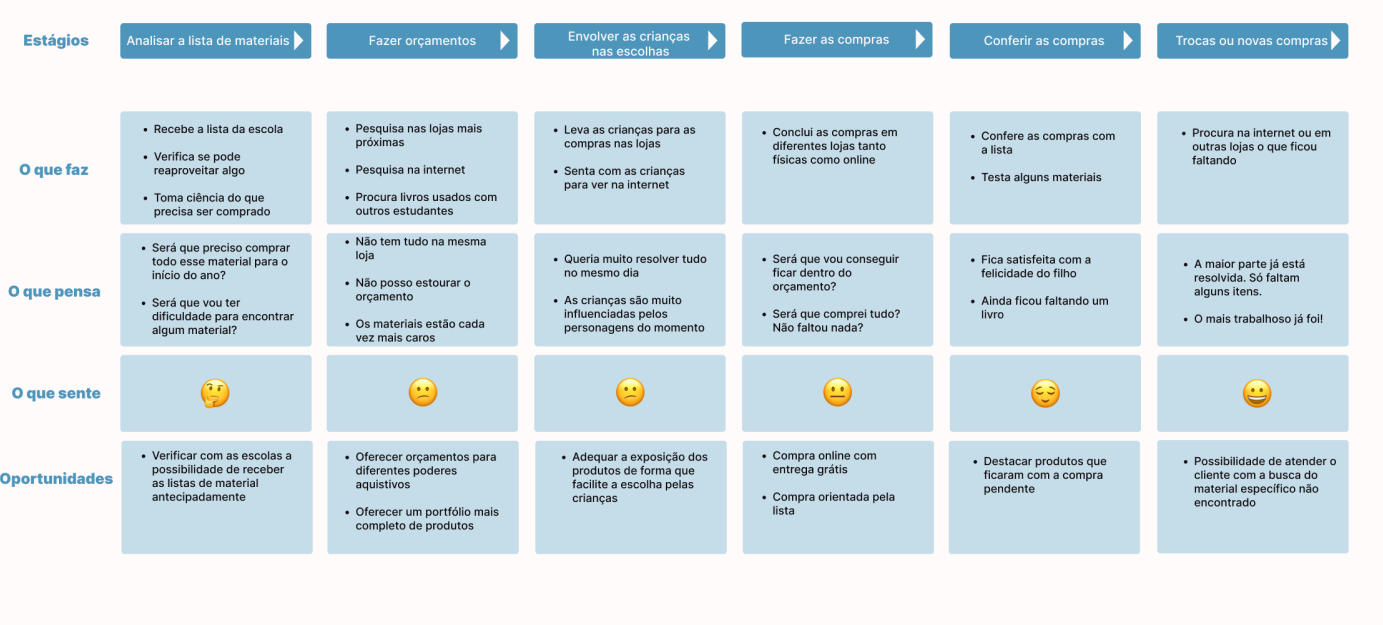 Estágios
Analisar a lista de materiais
Fazer orçamentos
Envolver as crianças
nas escolhas
Fazer as compras
Conferir as compras
Trocas ou novas compras
O que faz
• Recebe a lista da escola
• Verifica se pode
reaproveitar algo
• Toma ciência do que
precisa ser comprado
• Pesquisa nas lojas mais
próximas
• Pesquisa na internet
• Procura livros usados com
outros estudantes
• Leva as crianças para as
compras nas lojas
• Senta com as crianças
para ver na internet
• Conclui as compras em
diferentes lojas tanto
físicas como online
• Confere as compras com
a lista
• Testa alguns materiais
• Procura na internet ou em
outras lojas o que ficou
faltando
O que pensa
• Será que preciso comprar
todo esse material para o
início do ano?
• Será que vou ter
dificuldade para encontrar
algum material?
• Não tem tudo na mesma
loja
• Não posso estourar o
orçamento
• Os materiais estão cada
vez mais caros
• Queria muito resolver tudo
no mesmo dia
• As crianças são muito
influenciadas pelos
personagens do momento
• Será que vou conseguir
ficar dentro do
orçamento?
• Será que comprei tudo?
Não faltou nada?
• Fica satisfeita com a
felicidade do filho
• Ainda ficou faltando um
livro
• A maior parte já está
resolvida. Só faltam
alguns itens.
• O mais trabalhoso já foi!
O que sente
Oportunidades
• Verificar com as escolas a
possibilidade de receber
as listas de material
antecipadamente
• Oferecer orçamentos para
diferentes poderes
aquistivos
• Oferecer um portfólio mais
completo de produtos
• Adequar a exposição dos
produtos de forma que
facilite a escolha pelas
crianças
• Compra online com
entrega grátis
• Compra orientada pela
lista
• Destacar produtos que
ficaram com a compra
pendente
• Possibilidade de atender o
cliente com a busca do
material específico não
encontrado